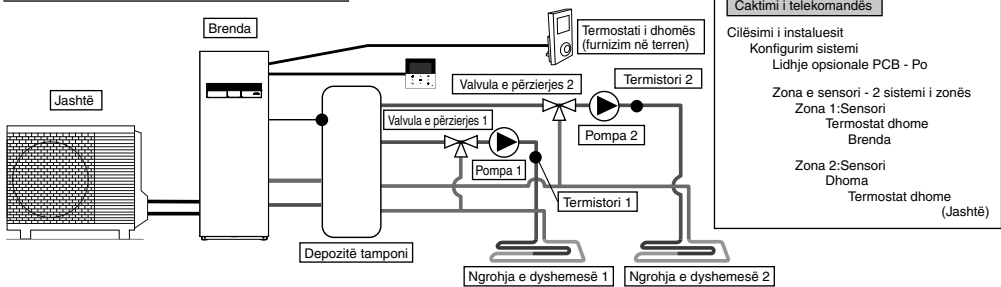 Brenda
Termostati i dhomës
(furnizim në terren)
Jashtë
Valvula e përzierjes 2
Termistori 2
Valvula e përzierjes 1
Pompa 2
Pompa 1
Termistori 1
Depozitë tamponi
Ngrohja e dyshemesë 1
Ngrohja e dyshemesë 2
Caktimi i telekomandës
Cilësimi i instaluesit
Konfigurim sistemi
Lidhje opsionale PCB - Po
Zona e sensori - 2 sistemi i zonës
Zona 1:Sensori
Termostat dhome
Brenda
Zona 2:Sensori
Dhoma
Termostat dhome
(Jashtë)